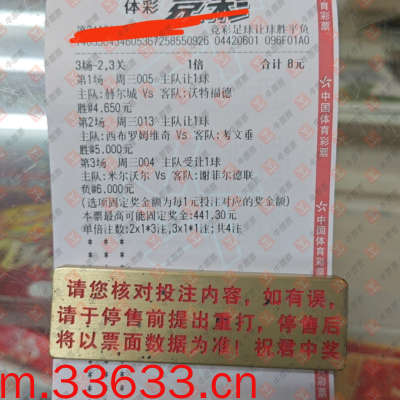 体彩 竞彩
竞彩足球让球胜平负
04420601 096F01A0
3场-2,3关 1倍 合计 8元
第1场 周三005 主队让1球
主队:赫尔城 Vs 客队:沃特福德
胜@4.650元
第2场 周三013 主队让1球
主队:西布罗姆维奇 Vs 客队:考文垂
胜@5.000元
第3场 周三004 主队受让1球
主队:米尔沃尔 Vs 客队:谢菲尔德联
负@5.000元
(选项固定奖金额为每1元投注对应的奖金额)
本票最高可能固定奖金:441.30元
单倍注数:2x1*3注,3x1*1注;共4注
中国体育彩票
中国体育彩票
请您核对投注内容，如有误，
请于停售前提出重打，停售后
将以票面数据为准！祝君中奖
m.33633.cn